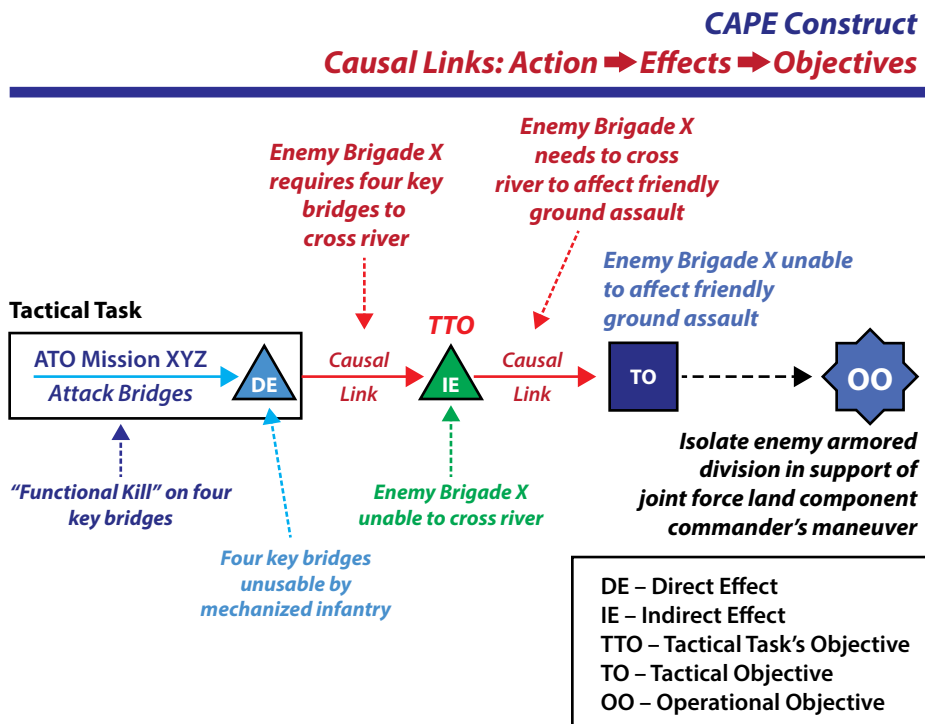 CAPE Construct
Causal Links: Action ➡ Effects ➡ Objectives
Enemy Brigade X
requires four key
bridges to
cross river
Enemy Brigade X
needs to cross
river to affect friendly
ground assault
Enemy Brigade X unable
to affect friendly
ground assault
Tactical Task
ATO Mission XYZ
Attack Bridges
DE
Causal
Link
TTO
IE
Causal
Link
TO
OO
"Functional Kill" on four
key bridges
Four key bridges
unusable by
mechanized infantry
Enemy Brigade X
unable to cross river
Isolate enemy armored
division in support of
joint force land component
commander's maneuver
DE – Direct Effect
IE – Indirect Effect
TTO – Tactical Task's Objective
TO – Tactical Objective
OO – Operational Objective